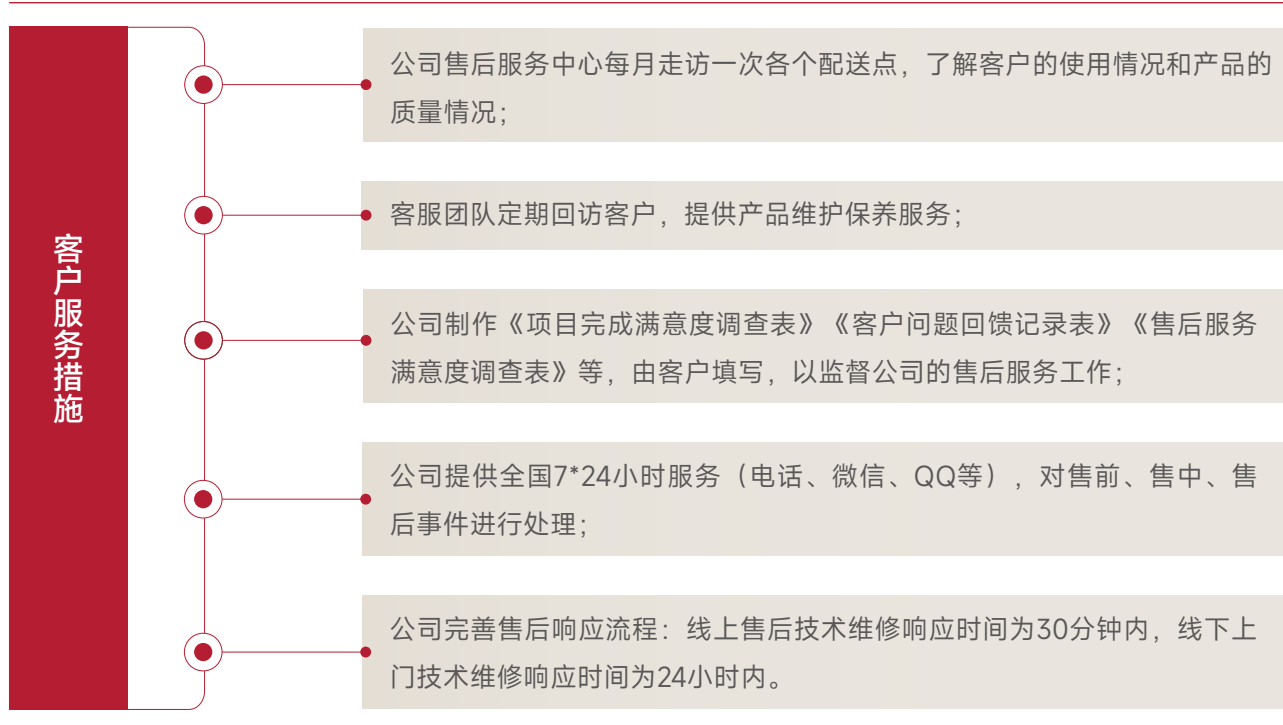 客户服务措施
公司售后服务中心每月走访一次各个配送点，了解客户的使用情况和产品的
质量情况；
客服团队定期回访客户，提供产品维护保养服务；
公司制作《项目完成满意度调查表》《客户问题回馈记录表》《售后服务
满意度调查表》等，由客户填写，以监督公司的售后服务工作；
公司提供全国7*24小时服务（电话、微信、QQ等），对售前、售中、售
后事件进行处理；
公司完善售后响应流程：线上售后技术维修响应时间为30分钟内，线下上
门技术维修响应时间为24小时内。